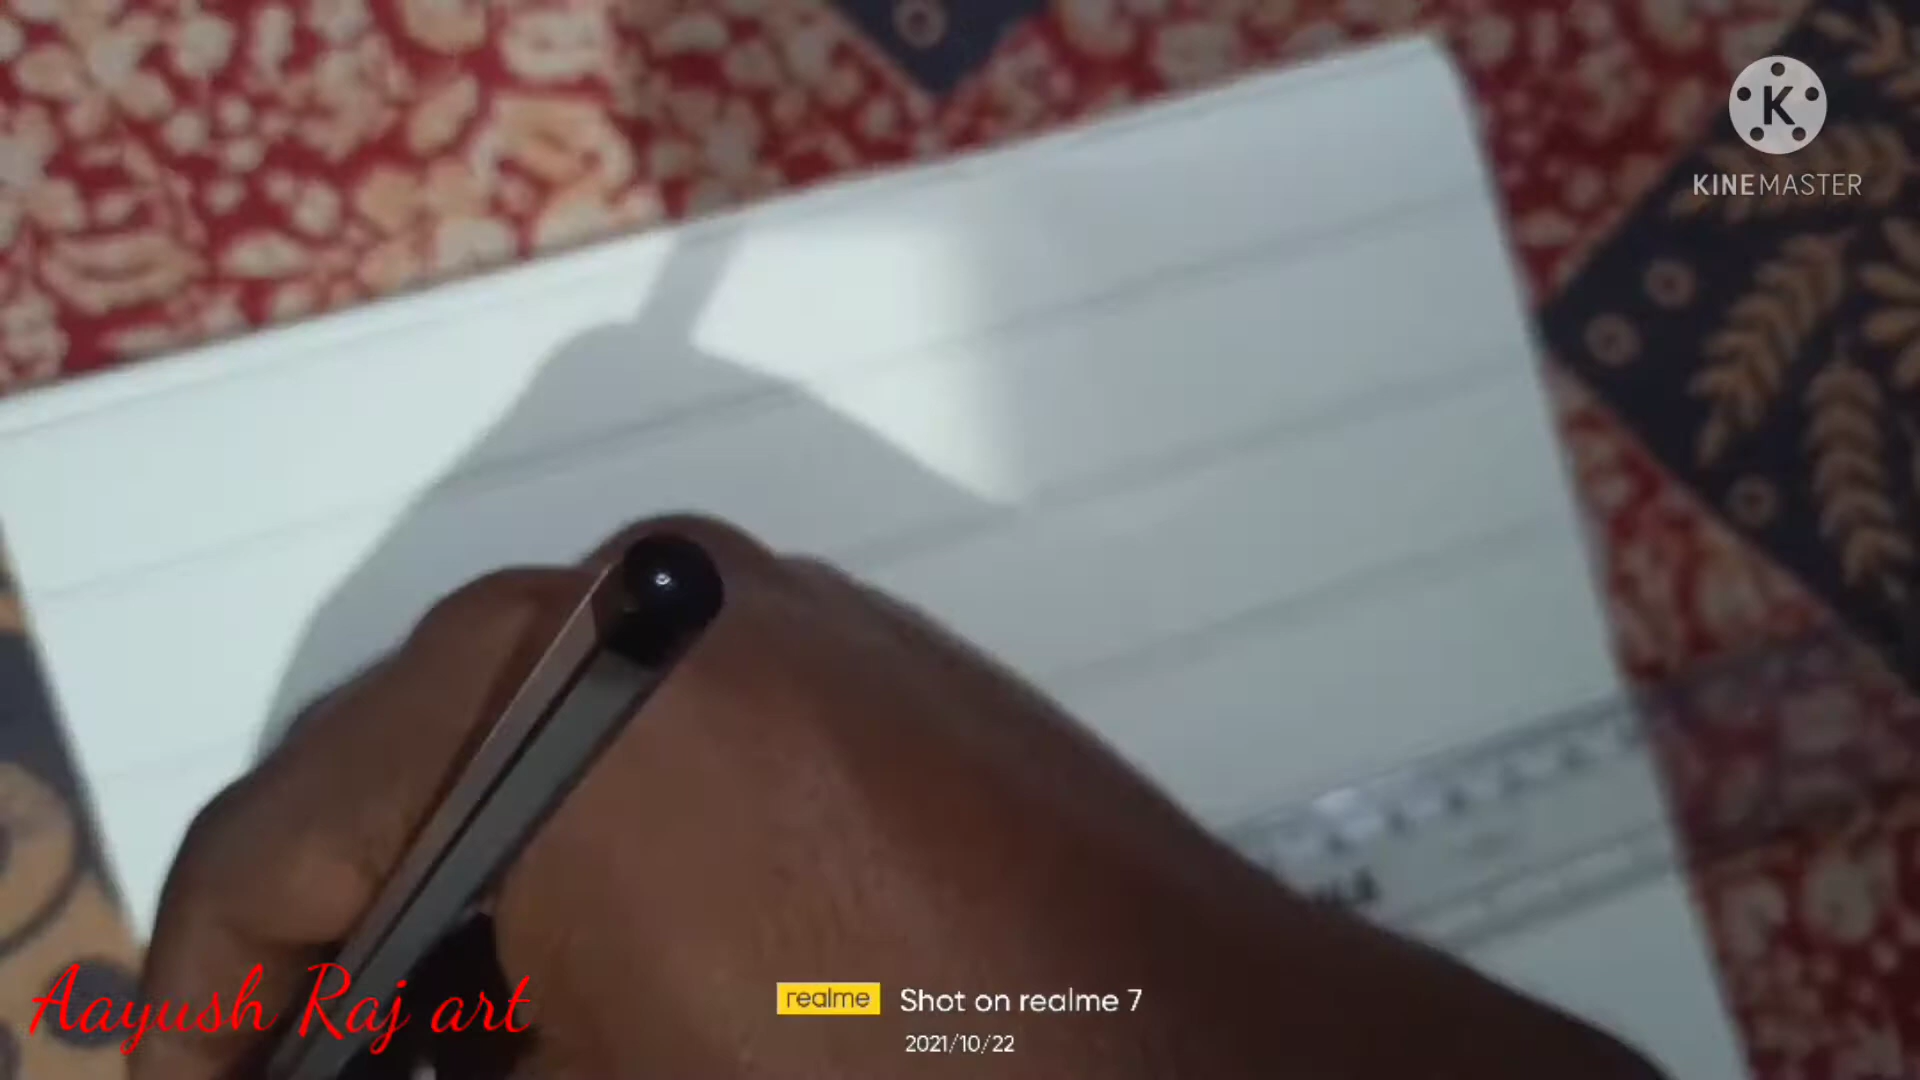 K
KINEMASTER
Aayush Raj art
realme Shot on realme 7
2021/10/22